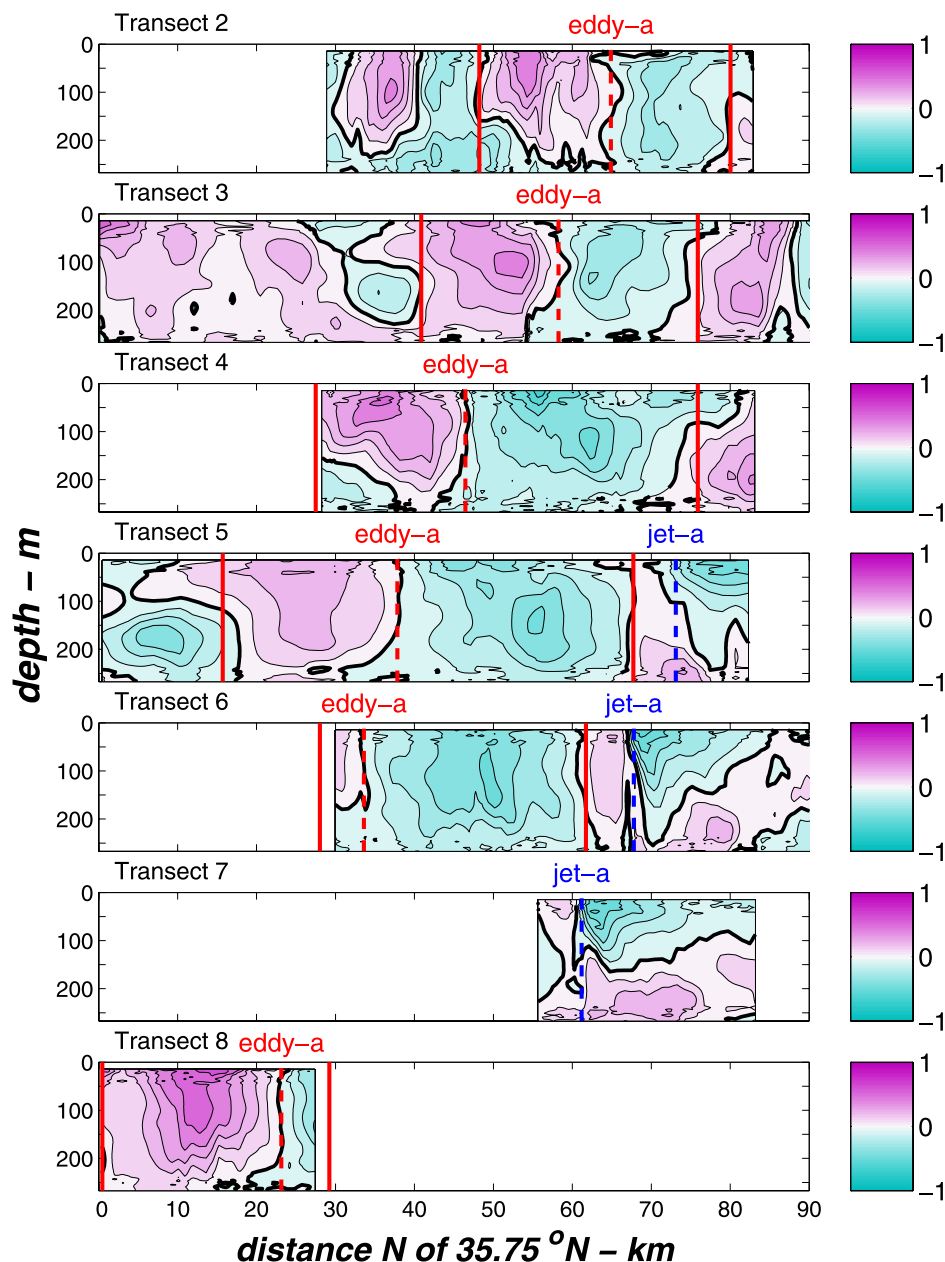 Transect 2
eddy−a
0
100
200
1
0
−1
Transect 3
eddy−a
0
100
200
1
0
−1
Transect 4
eddy−a
0
100
200
1
0
−1
depth − m
Transect 5
eddy−a
jet−a
0
100
200
1
0
−1
Transect 6
eddy−a
jet−a
0
100
200
1
0
−1
Transect 7
jet−a
0
100
200
1
0
−1
Transect 8
eddy−a
0
100
200
1
0
−1
0 10 20 30 40 50 60 70 80 90
distance N of 35.75 °N − km